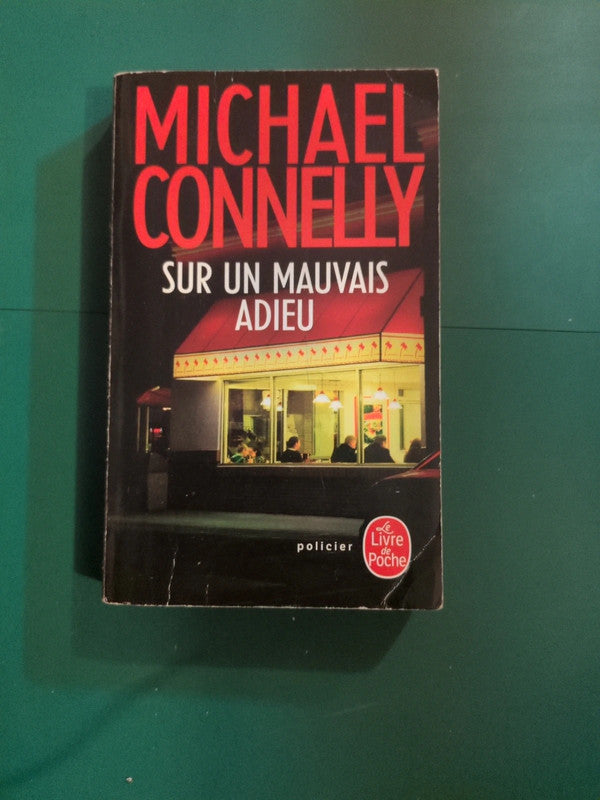 MICHAEL
CONNELLY
SUR UN MAUVAIS
ADIEU
policier
Le
Livre
de
Poche